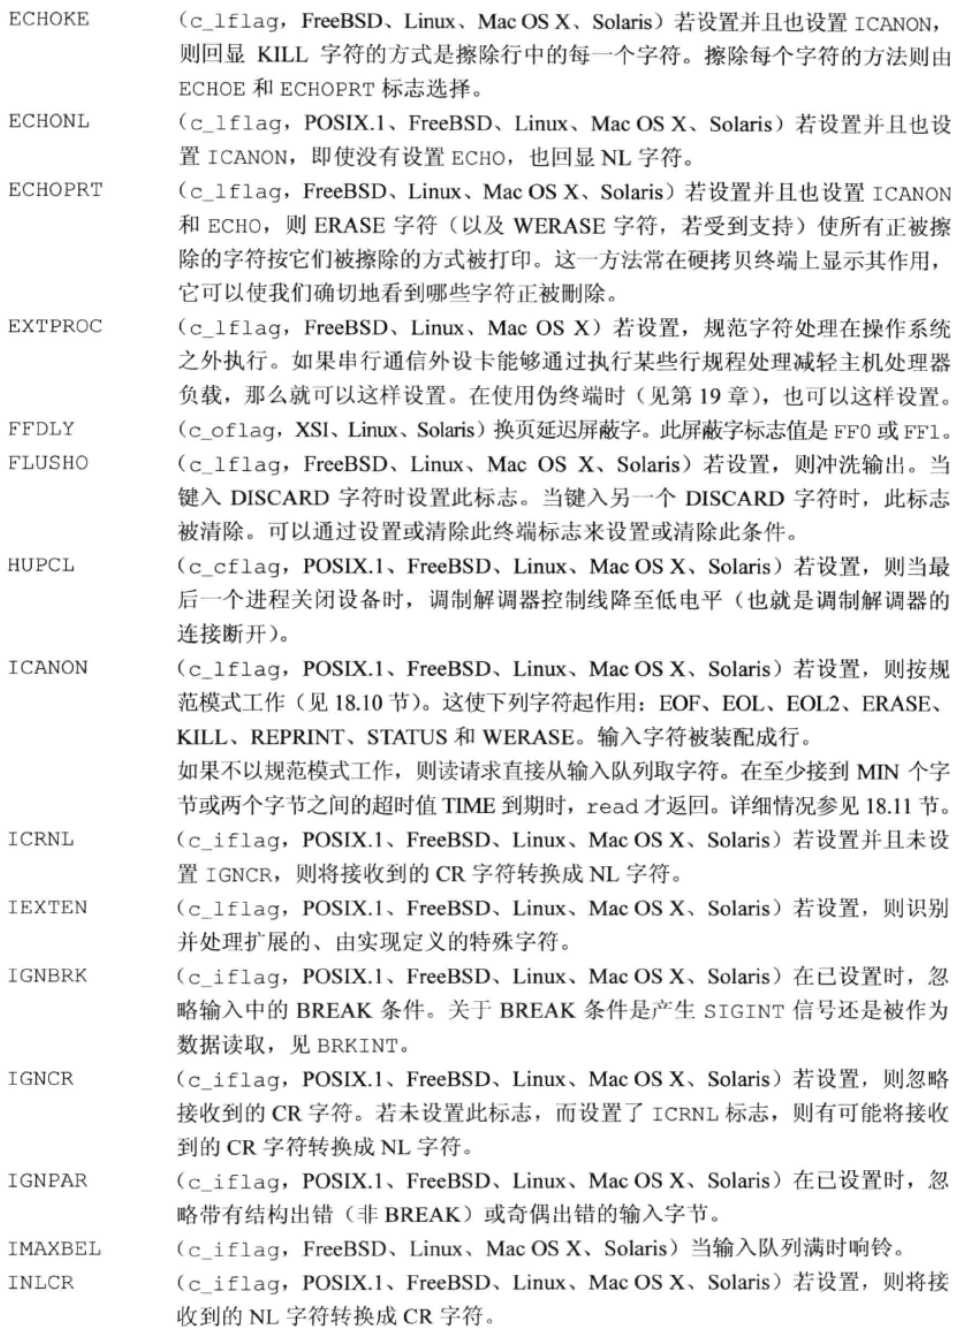 ECHOKE （c_lflag，FreeBSD、Linux、Mac OS X、Solaris）若设置并且也设置 ICANON，
则回显 KILL 字符的方式是擦除行中的每一个字符。擦除每个字符的方法则由
ECHOE 和 ECHOPRT 标志选择。
ECHONL （c_lflag，POSIX.1、FreeBSD、Linux、Mac OS X、Solaris）若设置并且也设
置 ICANON，即使没有设置 ECHO，也回显 NL 字符。
ECHOPRT （c_lflag，FreeBSD、Linux、Mac OS X、Solaris）若设置并且也设置 ICANON
和 ECHO，则 ERASE 字符（以及 WERASE 字符，若受到支持）使所有正被擦
除的字符按它们被擦除的方式被打印。这一方法常在硬拷贝终端上显示其作用，
它可以使我们确切地看到哪些字符正被删除。
EXTPROC （c_lflag，FreeBSD、Linux、Mac OS X）若设置，规范字符处理在操作系统
之外执行。如果串行通信外设卡能够通过执行某些行规程处理减轻主机处理器
负载，那么就可以这样设置。在使用伪终端时（见第 19 章），也可以这样设置。
FFDLY （c_oflag，XSI、Linux、Solaris）换页延迟屏蔽字。此屏蔽字标志值是 FF0 或 FF1。
FLUSHO （c_lflag，FreeBSD、Linux、Mac OS X、Solaris）若设置，则冲洗输出。当
键入 DISCARD 字符时设置此标志。当键入另一个 DISCARD 字符时，此标志
被清除。可以通过设置或清除此终端标志来设置或清除此条件。
HUPCL （c_cflag，POSIX.1、FreeBSD、Linux、Mac OS X、Solaris）若设置，则当最
后一个进程关闭设备时，调制解调器控制线降至低电平（也就是调制解调器的
连接断开）。
ICANON （c_lflag，POSIX.1、FreeBSD、Linux、Mac OS X、Solaris）若设置，则按规
范模式工作（见 18.10 节）。这使下列字符起作用：EOF、EOL、EOL2、ERASE、
KILL、REPRINT、STATUS 和 WERASE。输入字符被装配成行。
如果不以规范模式工作，则读请求直接从输入队列取字符。在至少接到 MIN 个字
节或两个字节之间的超时值 TIME 到期时，read 才返回。详细情况参见 18.11 节。
ICRNL （c_iflag，POSIX.1、FreeBSD、Linux、Mac OS X、Solaris）若设置并且未设
置 IGNCR，则将接收到的 CR 字符转换成 NL 字符。
IEXTEN （c_lflag，POSIX.1、FreeBSD、Linux、Mac OS X、Solaris）若设置，则识别
并处理扩展的、由实现定义的特殊字符。
IGNBRK （c_iflag，POSIX.1、FreeBSD、Linux、Mac OS X、Solaris）在已设置时，忽
略输入中的 BREAK 条件。关于 BREAK 条件是产生 SIGINT 信号还是被作为
数据读取，见 BRKINT。
IGNCR （c_iflag，POSIX.1、FreeBSD、Linux、Mac OS X、Solaris）若设置，则忽略
接收到的 CR 字符。若未设置此标志，而设置了 ICRNL 标志，则有可能将接收
到的 CR 字符转换成 NL 字符。
IGNPAR （c_iflag，POSIX.1、FreeBSD、Linux、Mac OS X、Solaris）在已设置时，忽
略带有结构出错（非 BREAK）或奇偶出错的输入字节。
IMAXBEL （c_iflag，FreeBSD、Linux、Mac OS X、Solaris）当输入队列满时响铃。
INLCR （c_iflag，POSIX.1、FreeBSD、Linux、Mac OS X、Solaris）若设置，则将接
收到的 NL 字符转换成 CR 字符。